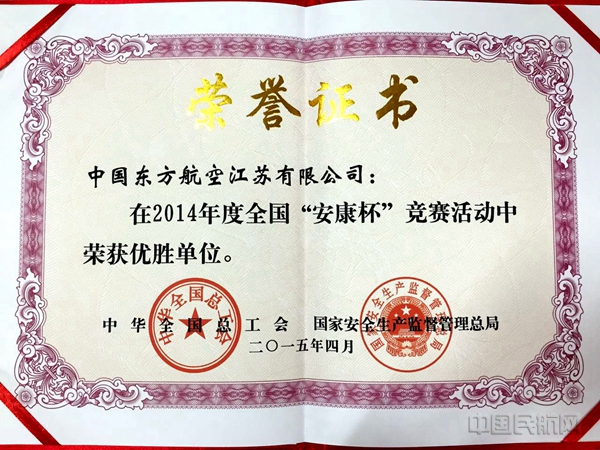 荣誉证书
中国东方航空江苏有限公司：
在2014年度全国“安康杯”竞赛活动中
荣获优胜单位。
中华全国总工会 国家安全生产监督管理总局
二〇一五年四月
中华全国总工会
国家安全生产监督管理总局
中国民航网